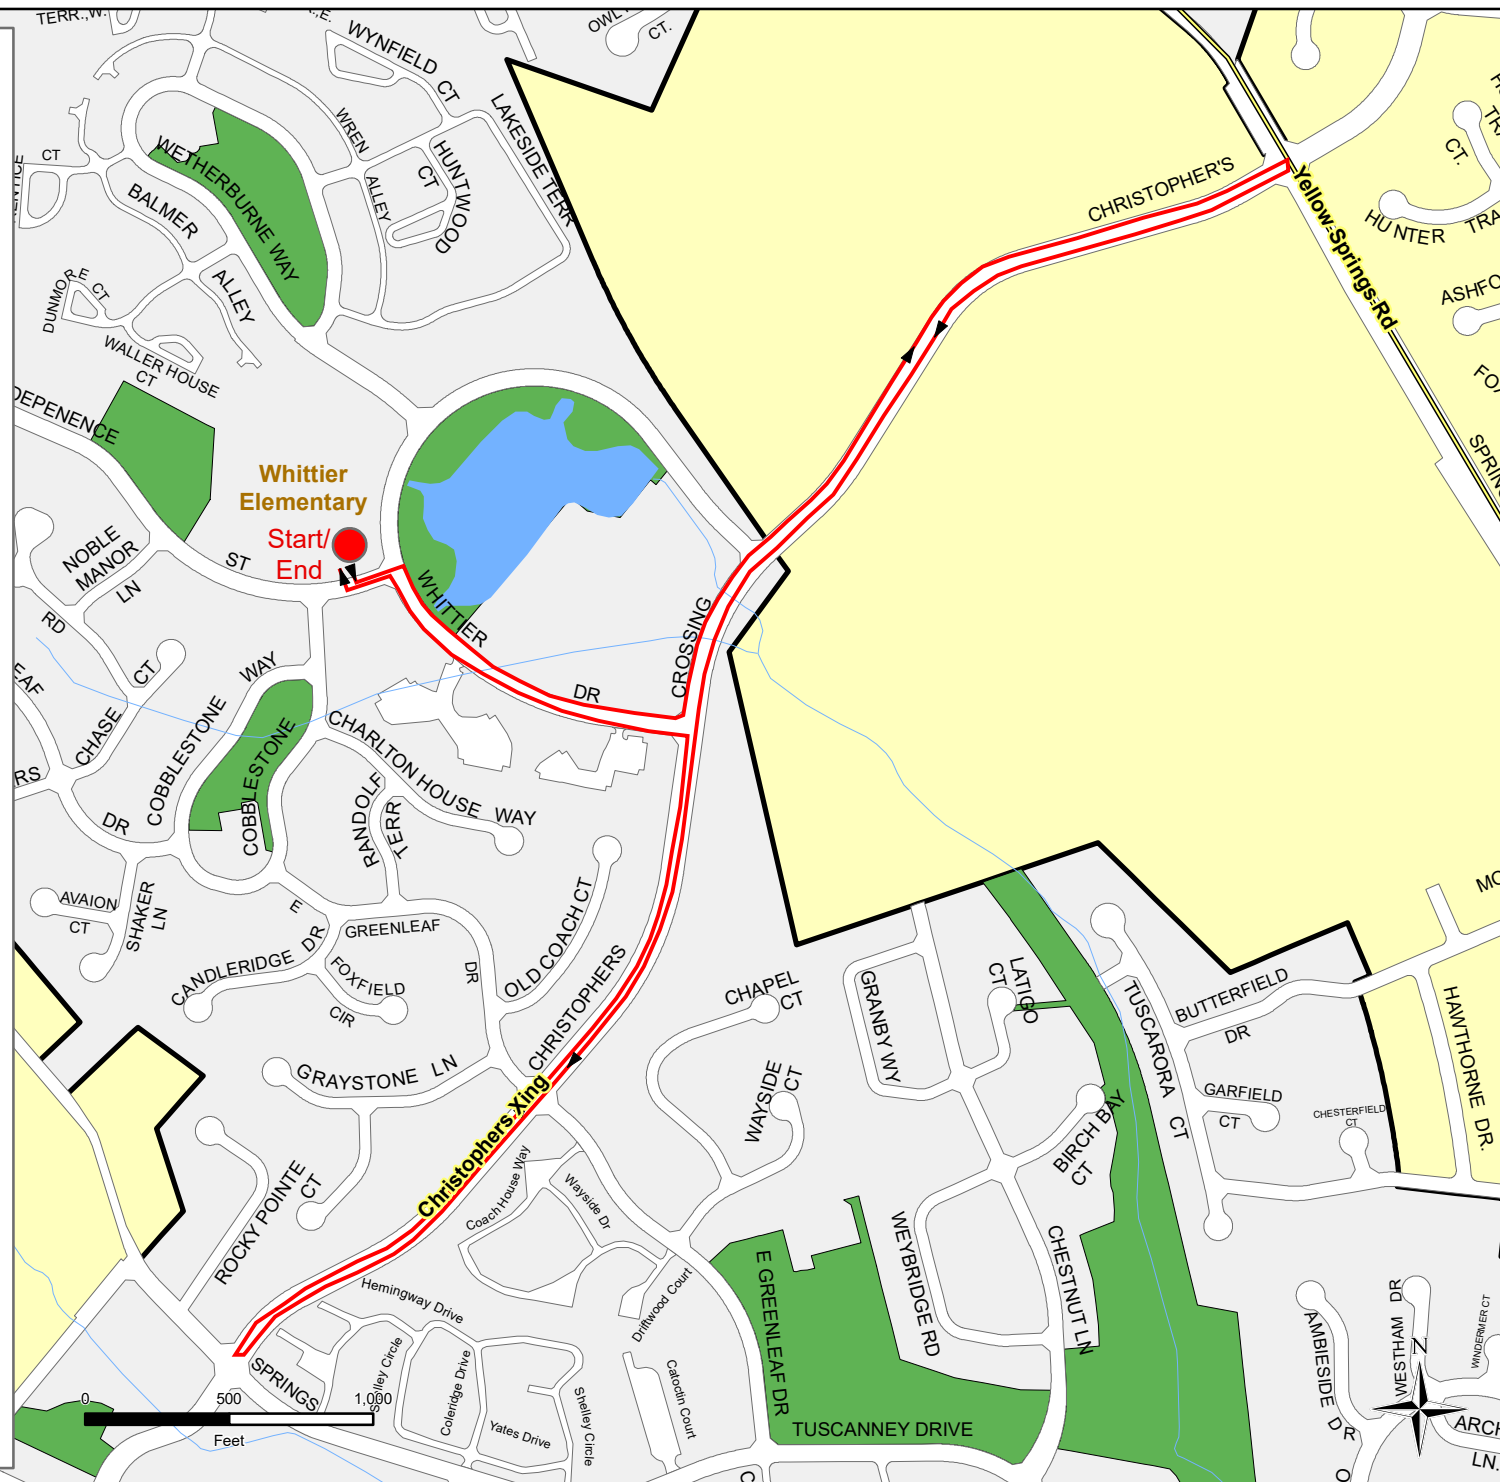 TERR.,W.
WYNFIELD CT
CT.
LAKESIDE TERR
WREN ALLEY
HUNTWOOD CT
CT
WETHERBURNE WAY
BALMER ALLEY
DUNMORE CT
WALLER HOUSE CT
CHRISTOPHER'S CROSSING
Yellow Springs Rd
CT.
HUNTER
Whittier
Elementary
Start/
End
ST
NOBLE
MANOR
LN
RD
WHITTIER DR
CHASE CT
COBBLESTONE WAY
COBBLESTONE
CHARLTON HOUSE WAY
RANDOLF
TERR
DR
AVAION
CT
SHAKER
LN
E GREENLEAF DR
CANDLERIDGE DR
FOXFIELD
CIR
OLD COACH CT
CHRISTOPHERS
GRAYSTONE LN
Christophers Xing
ROCKY POINTE
CT
CHAPEL
CT
WAYSIDE
CT
GRANBY WY
LATIGO
CT
TUSCARORA CT
BUTTERFIELD
DR
HAWTHORNE DR.
GARFIELD
CT
CHESTERFIELD
CT
BIRCH BAY
CT
Coach House Way
Wayside Dr
Hemingway Drive
Driftwood Court
E GREENLEAF DR
WEYBRIDGE RD
CHESTNUT LN
AMBIESIDE DR
WESTHAM DR
WINDERMER CT
N
SPRINGS
Shelley Circle
Coleridge Drive
Yates Drive
Shelley Circle
Catoctin Court
TUSCANNEY DRIVE
LN.
0 500 1,000
Feet